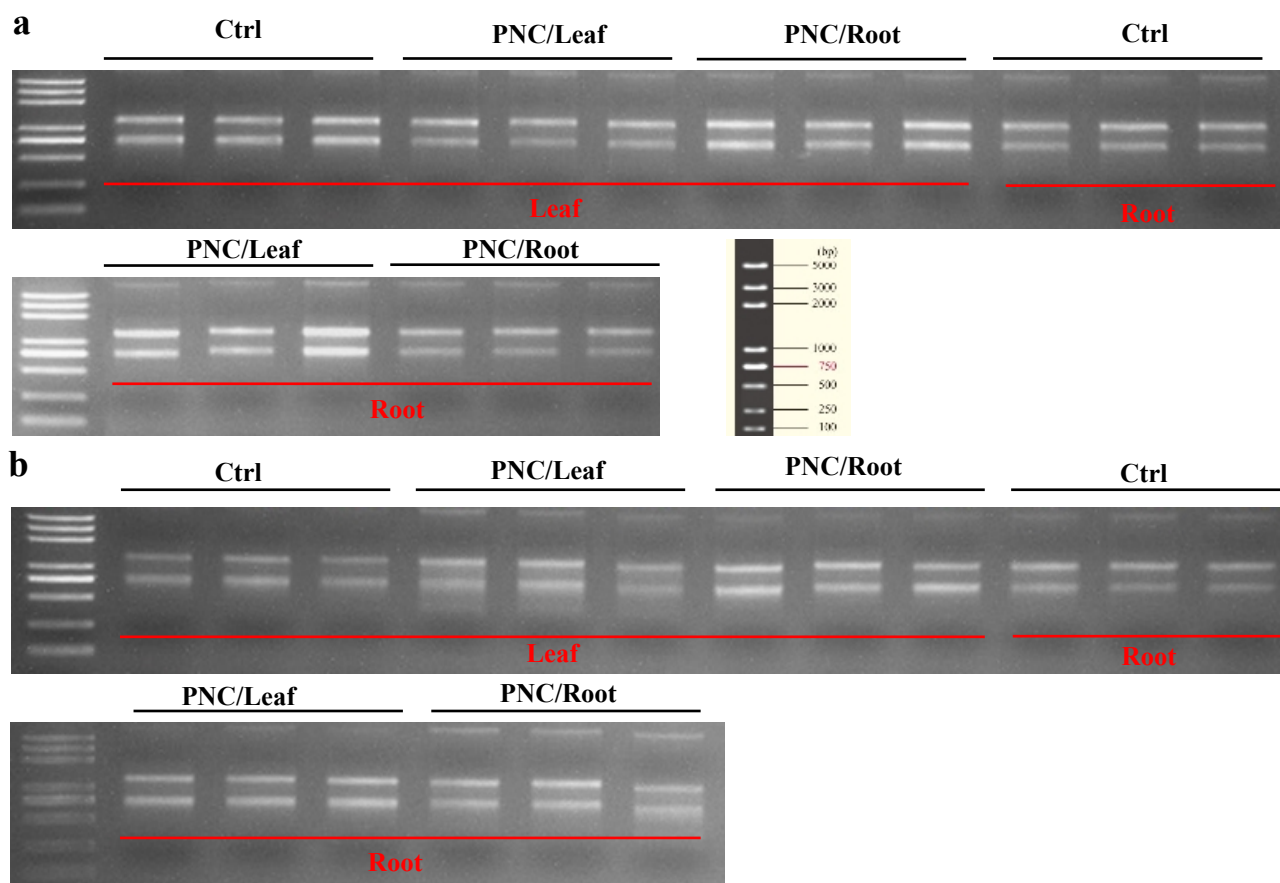 a
Ctrl PNC/Leaf PNC/Root Ctrl
Leaf Root
PNC/Leaf PNC/Root
Root
(bp)
5000
3000
2000
1000
750
500
250
100
b
Ctrl PNC/Leaf PNC/Root Ctrl
Leaf Root
PNC/Leaf PNC/Root
Root